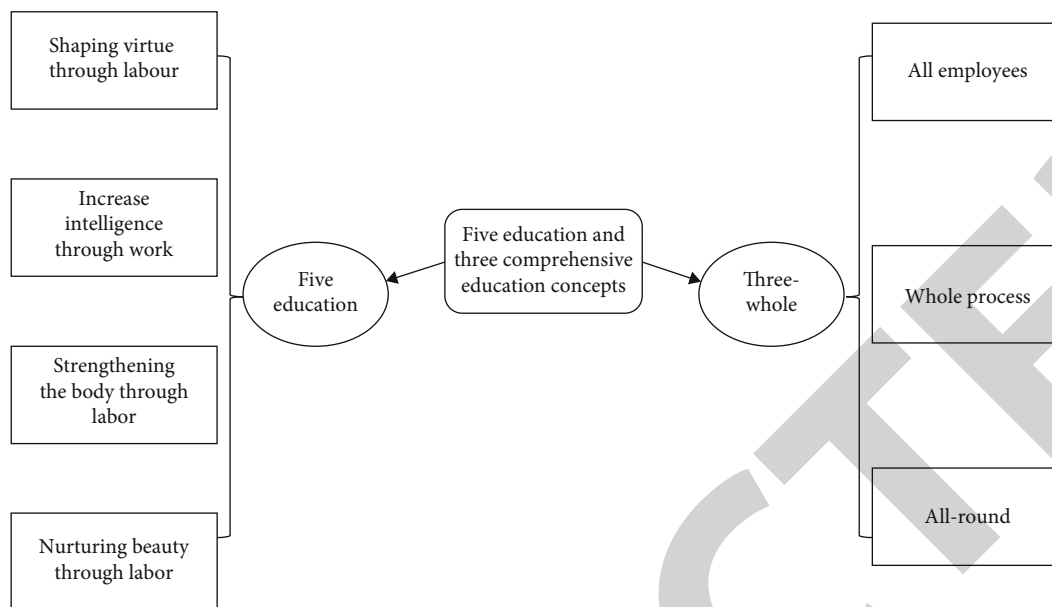 Shaping virtue
through labour
Increase
intelligence
through work
Strengthening
the body through
labor
Nurturing beauty
through labor
Five
education
Five education and
three comprehensive
education concepts
Three-
whole
All employees
Whole process
All-round